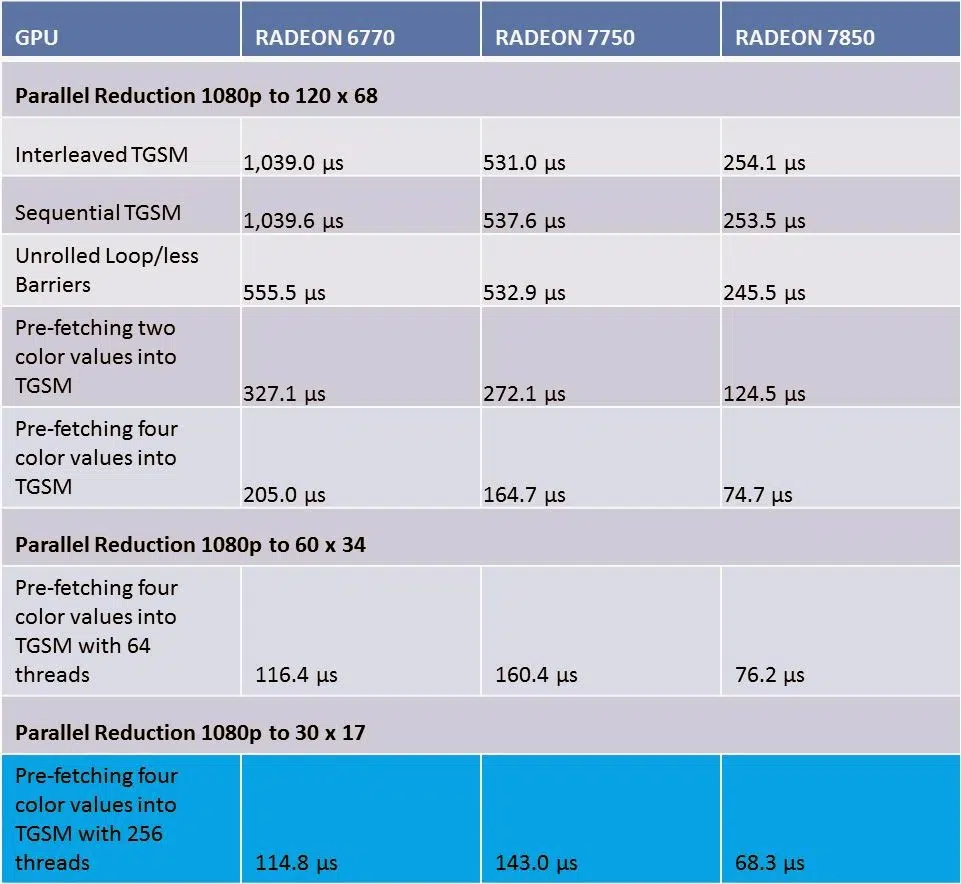 GPU RADEON 6770 RADEON 7750 RADEON 7850
Parallel Reduction 1080p to 120 x 68
Interleaved TGSM 1,039.0 µs 531.0 µs 254.1 µs
Sequential TGSM 1,039.6 µs 537.6 µs 253.5 µs
Unrolled Loop/less
Barriers 555.5 µs 532.9 µs 245.5 µs
Pre-fetching two
color values into
TGSM 327.1 µs 272.1 µs 124.5 µs
Pre-fetching four
color values into
TGSM 205.0 µs 164.7 µs 74.7 µs
Parallel Reduction 1080p to 60 x 34
Pre-fetching four
color values into
TGSM with 64
threads 116.4 µs 160.4 µs 76.2 µs
Parallel Reduction 1080p to 30 x 17
Pre-fetching four
color values into
TGSM with 256
threads 114.8 µs 143.0 µs 68.3 µs